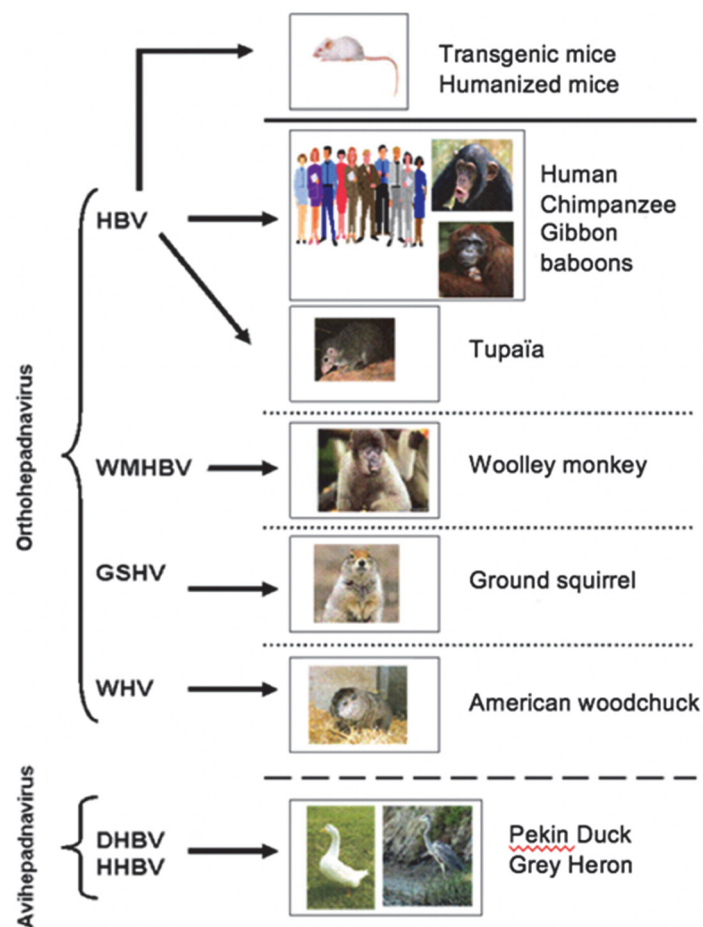 Transgenic mice
Humanized mice
Orthohepadnavirus
HBV
Human
Chimpanzee
Gibbon
baboons
Tupaïa
WMHBV
Woolley monkey
GSHV
Ground squirrel
WHV
American woodchuck
Avihepadnavirus
DHBV
HHBV
Pekin Duck
Grey Heron